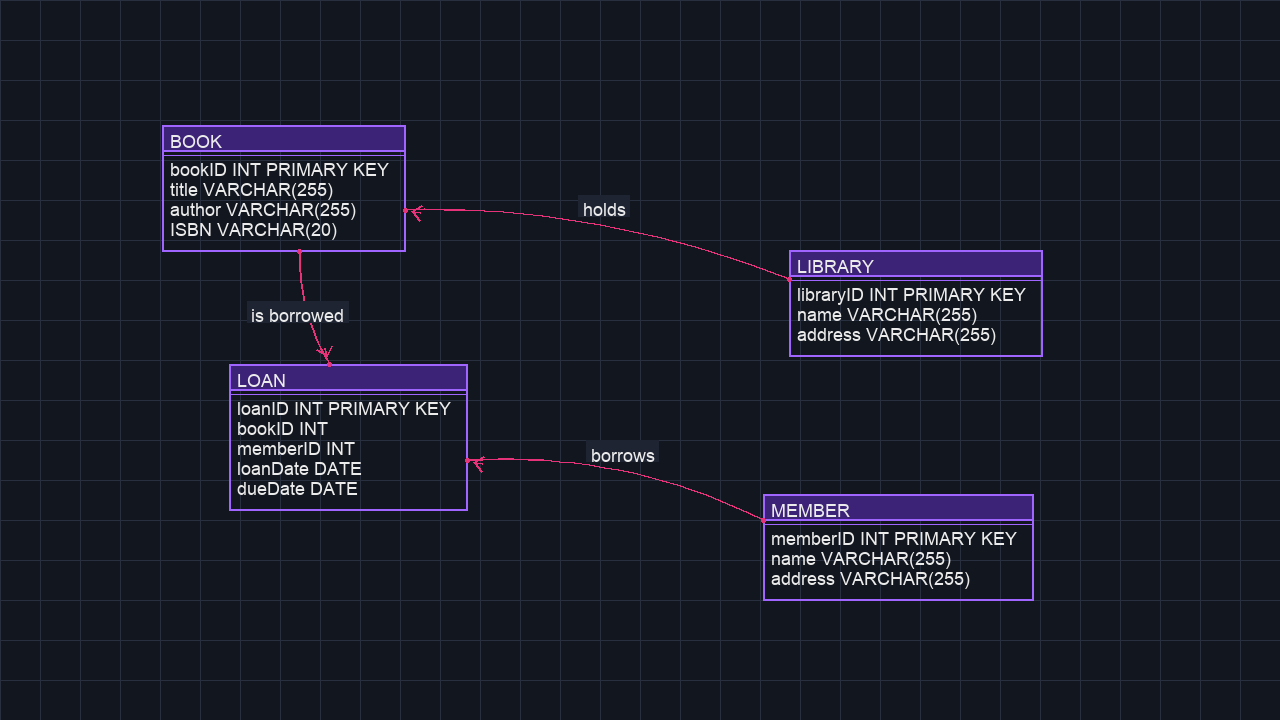 BOOK
bookID INT PRIMARY KEY
title VARCHAR(255)
author VARCHAR(255)
ISBN VARCHAR(20)
holds
LIBRARY
libraryID INT PRIMARY KEY
name VARCHAR(255)
address VARCHAR(255)
is borrowed
LOAN
loanID INT PRIMARY KEY
bookID INT
memberID INT
loanDate DATE
dueDate DATE
borrows
MEMBER
memberID INT PRIMARY KEY
name VARCHAR(255)
address VARCHAR(255)